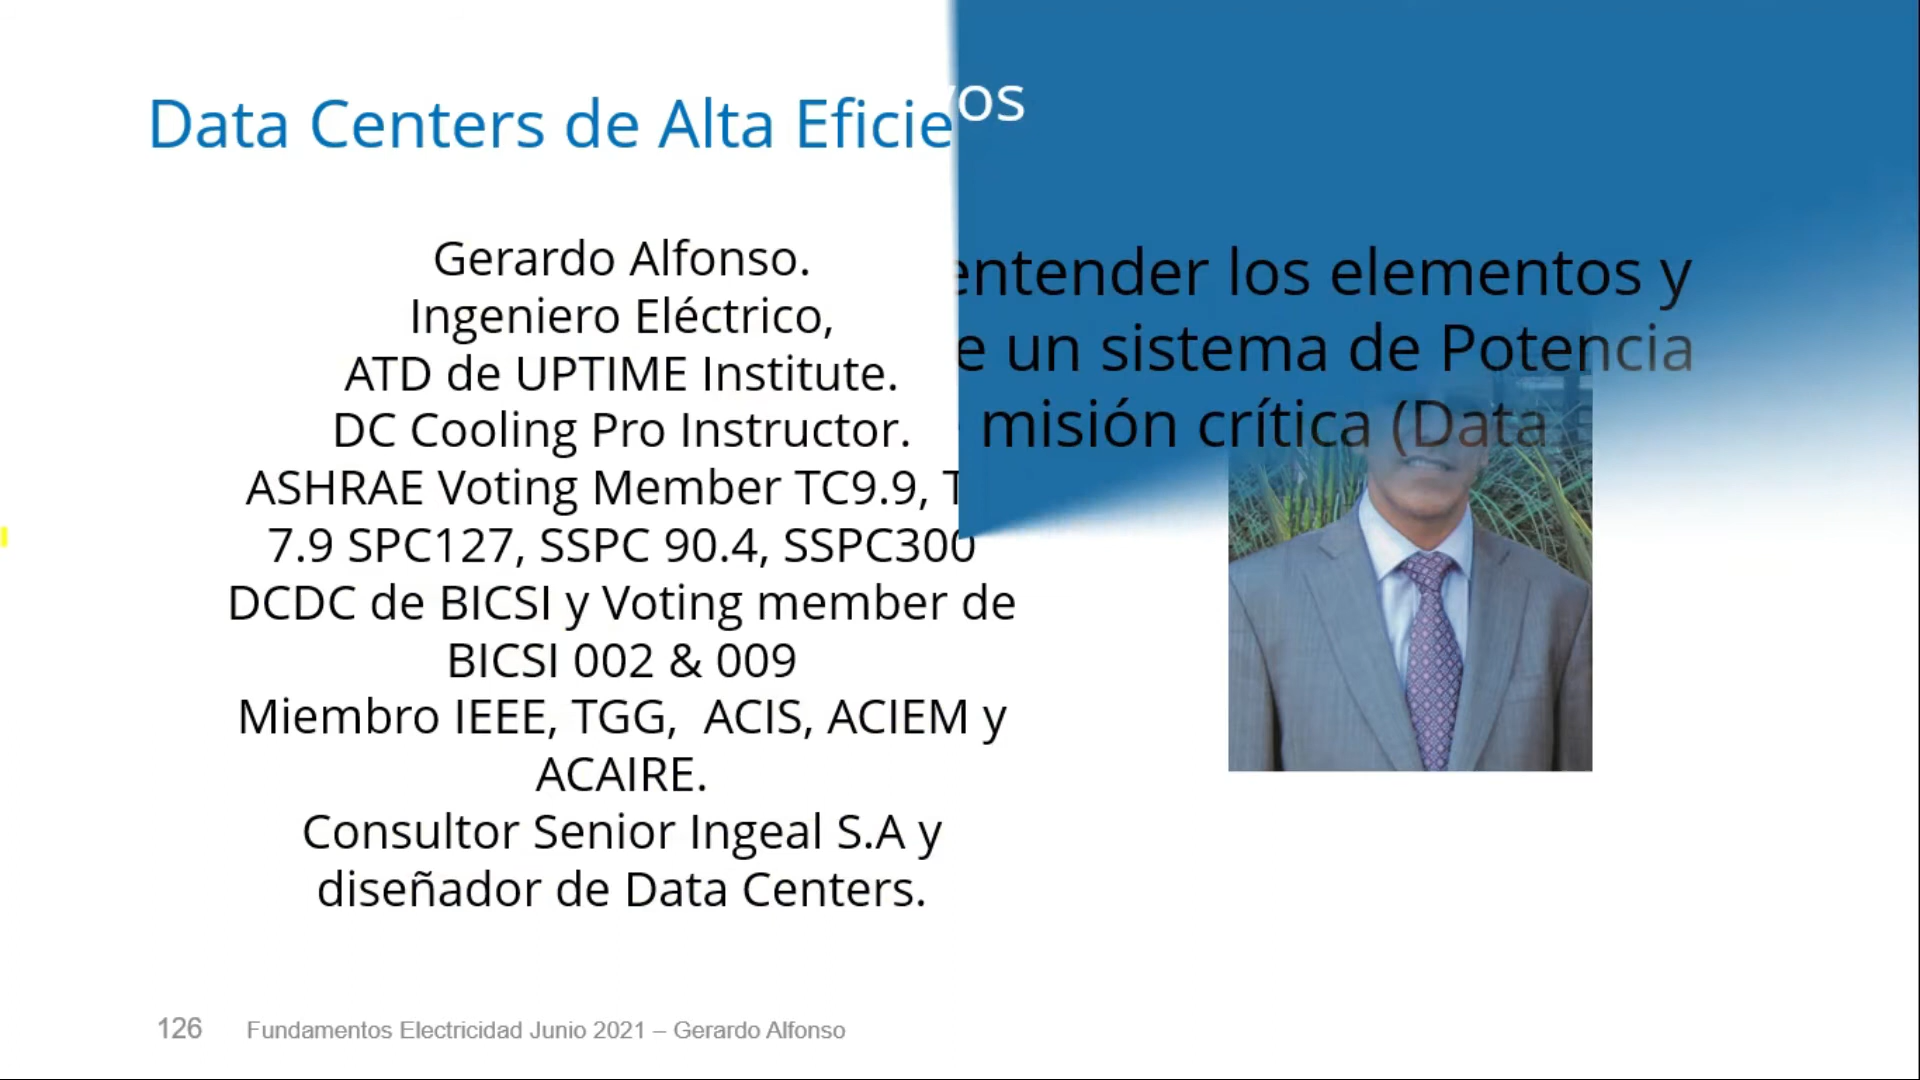 Data Centers de Alta Eficie
os
Gerardo Alfonso.
Ingeniero Eléctrico,
ATD de UPTIME Institute.
DC Cooling Pro Instructor.
ASHRAE Voting Member TC9.9, T
7.9 SPC127, SSPC 90.4, SSPC300
DCDC de BICSI y Voting member de
BICSI 002 & 009
Miembro IEEE, TGG, ACIS, ACIEM y
ACAIRE.
Consultor Senior Ingeal S.A y
diseñador de Data Centers.
entender los elementos y
e un sistema de Potencia
misión crítica (Data
126 Fundamentos Electricidad Junio 2021 – Gerardo Alfonso